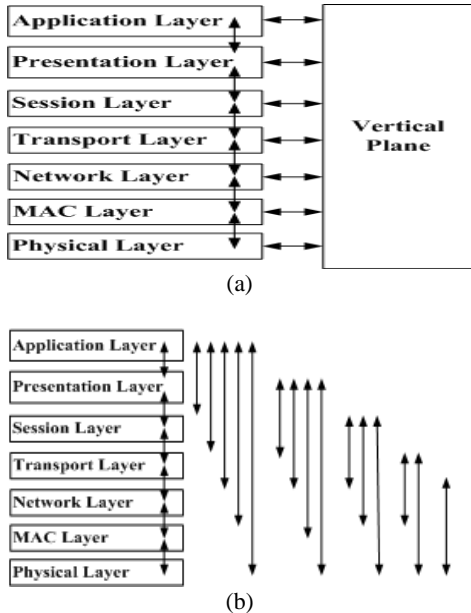 Application Layer
Presentation Layer
Session Layer
Transport Layer
Network Layer
MAC Layer
Physical Layer
Vertical
Plane
(a)
Application Layer
Presentation Layer
Session Layer
Transport Layer
Network Layer
MAC Layer
Physical Layer
(b)